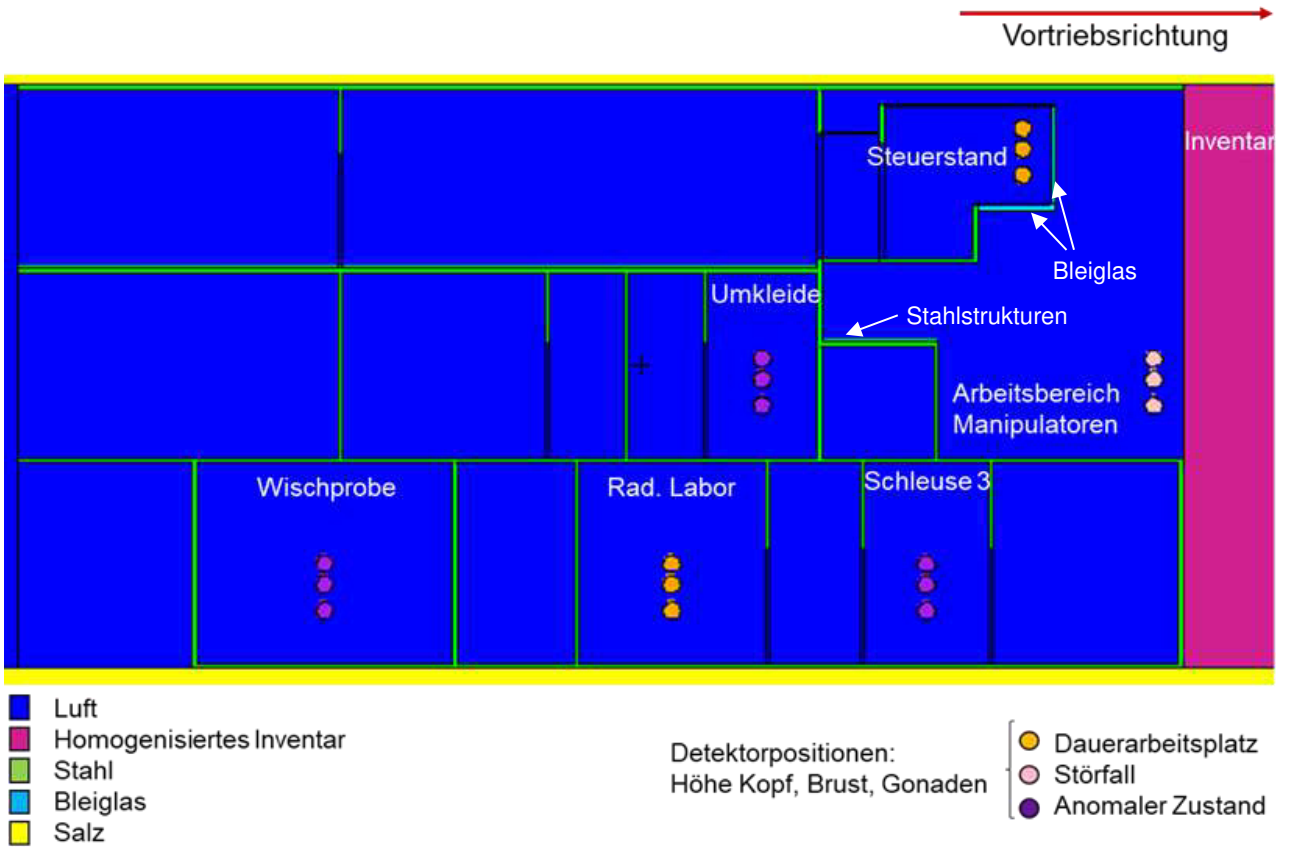 Vortriebsrichtung
Inventar
Steuerstand
Bleiglas
Umkleide
Stahlstrukturen
Arbeitsbereich
Manipulatoren
Wischprobe
Rad. Labor
Schleuse 3
Luft
Homogenisiertes Inventar
Stahl
Bleiglas
Salz
Detektorpositionen:
Höhe Kopf, Brust, Gonaden
Dauerarbeitsplatz
Störfall
Anomaler Zustand